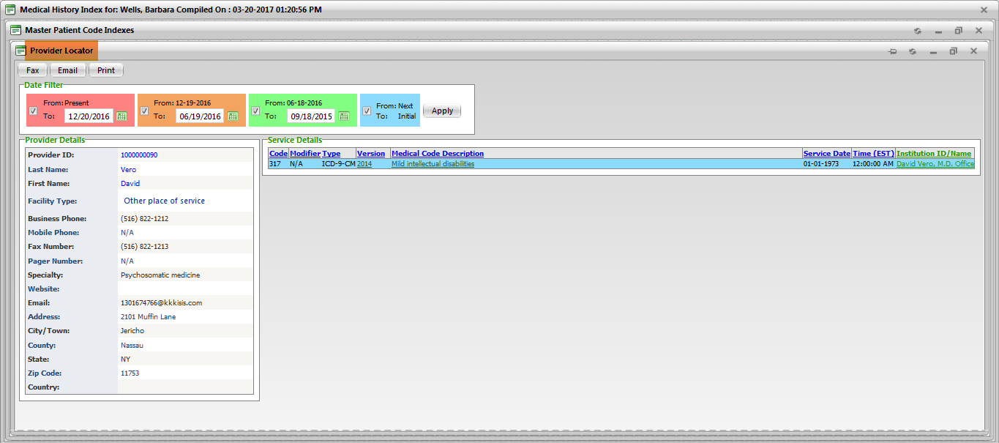 Medical History Index for: Wells, Barbara Compiled On : 03-20-2017 01:20:56 PM
Master Patient Code Indexes
Provider Locator
Fax Email Print
Date Filter
From: Present From: 12-19-2016 From: 06-18-2016 From: Next
To: 12/20/2016 To: 06/19/2016 To: 09/18/2015 To: Initial Apply
Provider Details
Provider ID: 1000000090
Last Name: Vero
First Name: David
Facility Type: Other place of service
Business Phone: (516) 822-1212
Mobile Phone: N/A
Fax Number: (516) 822-1213
Pager Number: N/A
Specialty: Psychosomatic medicine
Website:
Email: 1301674766@kkkisis.com
Address: 2101 Muffin Lane
City/Town: Jericho
County: Nassau
State: NY
Zip Code: 11753
Country:
Service Details
Code Modifier Type Version Medical Code Description Service Date Time (EST) Institution ID/Name
317 N/A ICD-9-CM 2014 Mild intellectual disabilities 01-01-1973 12:00:00 AM David Vero, M.D. Office